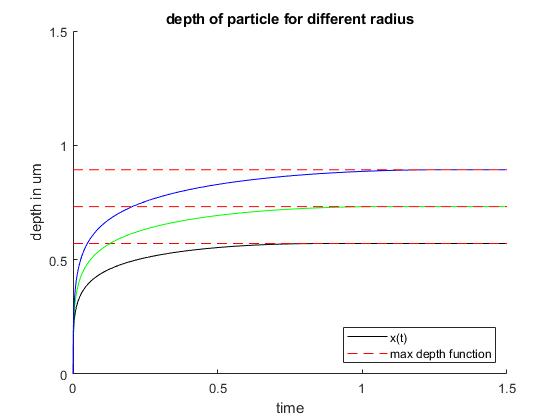 depth of particle for different radius
1.5
1
0.5
0
depth in um
0
0.5
1
1.5
time
x(t)
max depth function